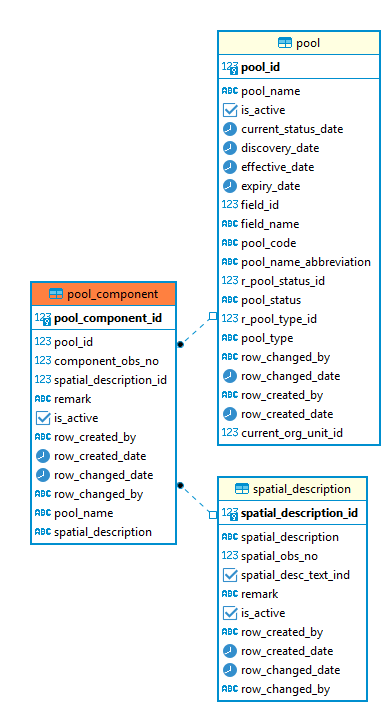 pool
123 pool_id
ABC pool_name
is_active
current_status_date
discovery_date
effective_date
expiry_date
123 field_id
ABC field_name
ABC pool_code
ABC pool_name_abbreviation
123 r_pool_status_id
ABC pool_status
123 r_pool_type_id
ABC pool_type
ABC row_changed_by
row_changed_date
ABC row_created_by
row_created_date
123 current_org_unit_id
pool_component
123 pool_component_id
123 pool_id
123 component_obs_no
123 spatial_description_id
ABC remark
is_active
ABC row_created_by
row_created_date
row_changed_date
ABC row_changed_by
ABC pool_name
ABC spatial_description
spatial_description
123 spatial_description_id
ABC spatial_description
123 spatial_obs_no
spatial_desc_text_ind
ABC remark
is_active
ABC row_created_by
row_created_date
row_changed_date
ABC row_changed_by